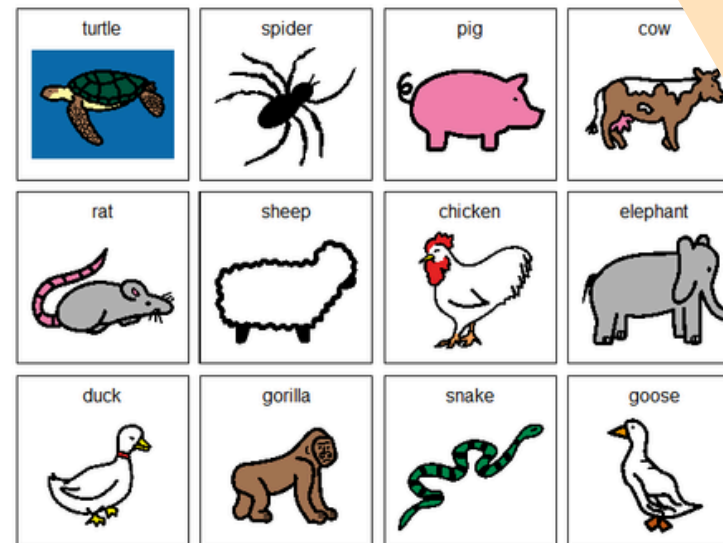 turtle spider pig cow
rat sheep chicken elephant
duck gorilla snake goose